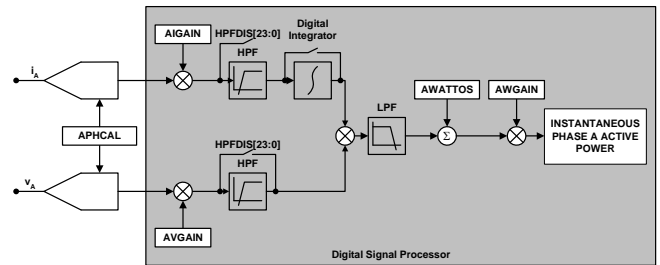 Digital
Integrator
AIGAIN
HPFDIS[23:0]
HPF
iA
AWATTOS
AWGAIN
LPF
Σ
INSTANTANEOUS
PHASE A ACTIVE
POWER
APHCAL
HPFDIS[23:0]
HPF
vA
AVGAIN
Digital Signal Processor